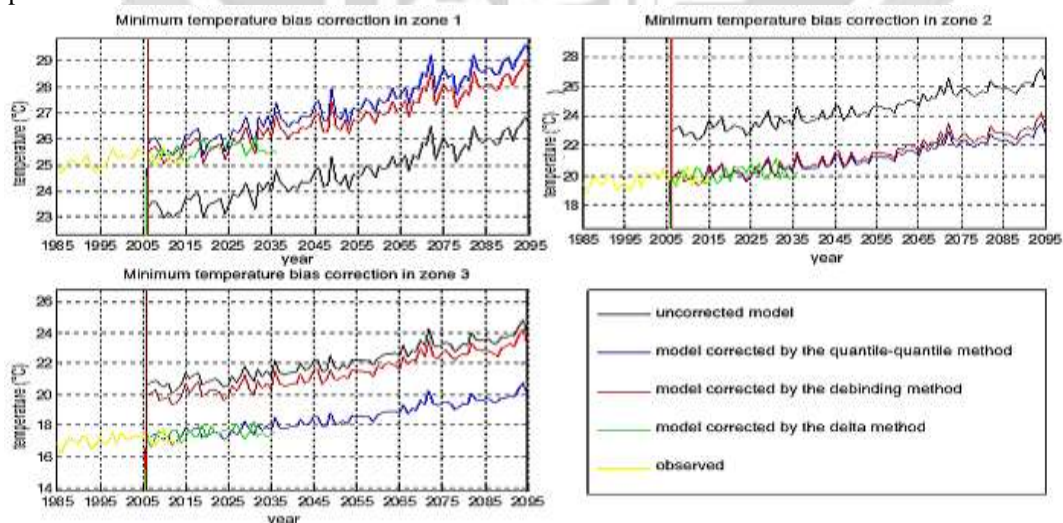 Minimum temperature bias correction in zone 1
temperature (°C)
29
28
27
26
25
24
23
1985 1995 2005 2015 2025 2035 2045 2055 2065 2075 2085 2095
year
Minimum temperature bias correction in zone 2
temperature (°C)
28
26
24
22
20
18
1985 1995 2005 2015 2025 2035 2045 2055 2065 2075 2085 2095
year
Minimum temperature bias correction in zone 3
temperature (°C)
26
24
22
20
18
16
14
1985 1995 2005 2015 2025 2035 2045 2055 2065 2075 2085 2095
year
uncorrected model
model corrected by the quantile-quantile method
model corrected by the debinding method
model corrected by the delta method
observed